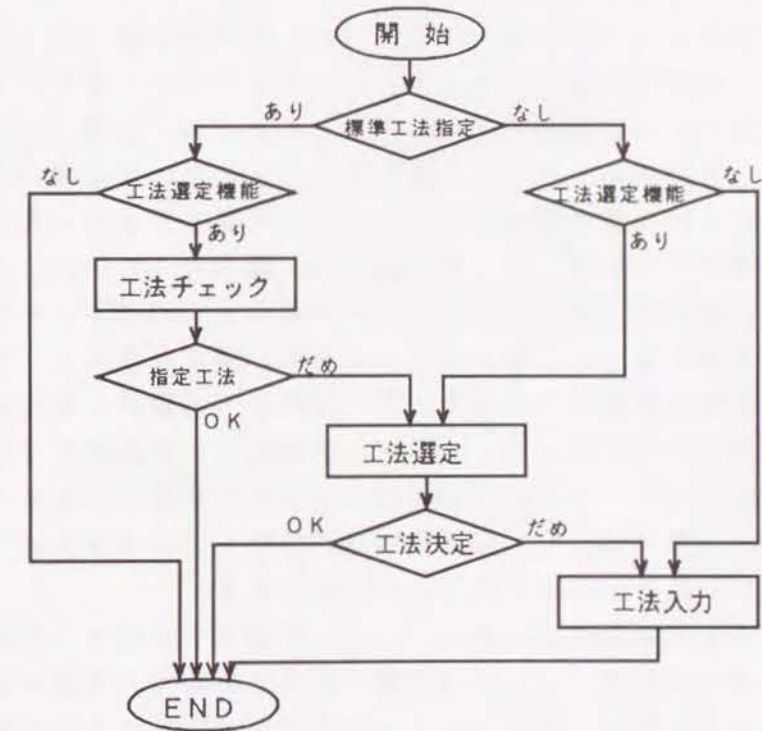 開始
標準工法指定
あり
なし
工法選定機能
なし
あり
工法選定機能
なし
あり
工法チェック
指定工法
だめ
OK
工法選定
工法決定
OK
だめ
工法入力
END